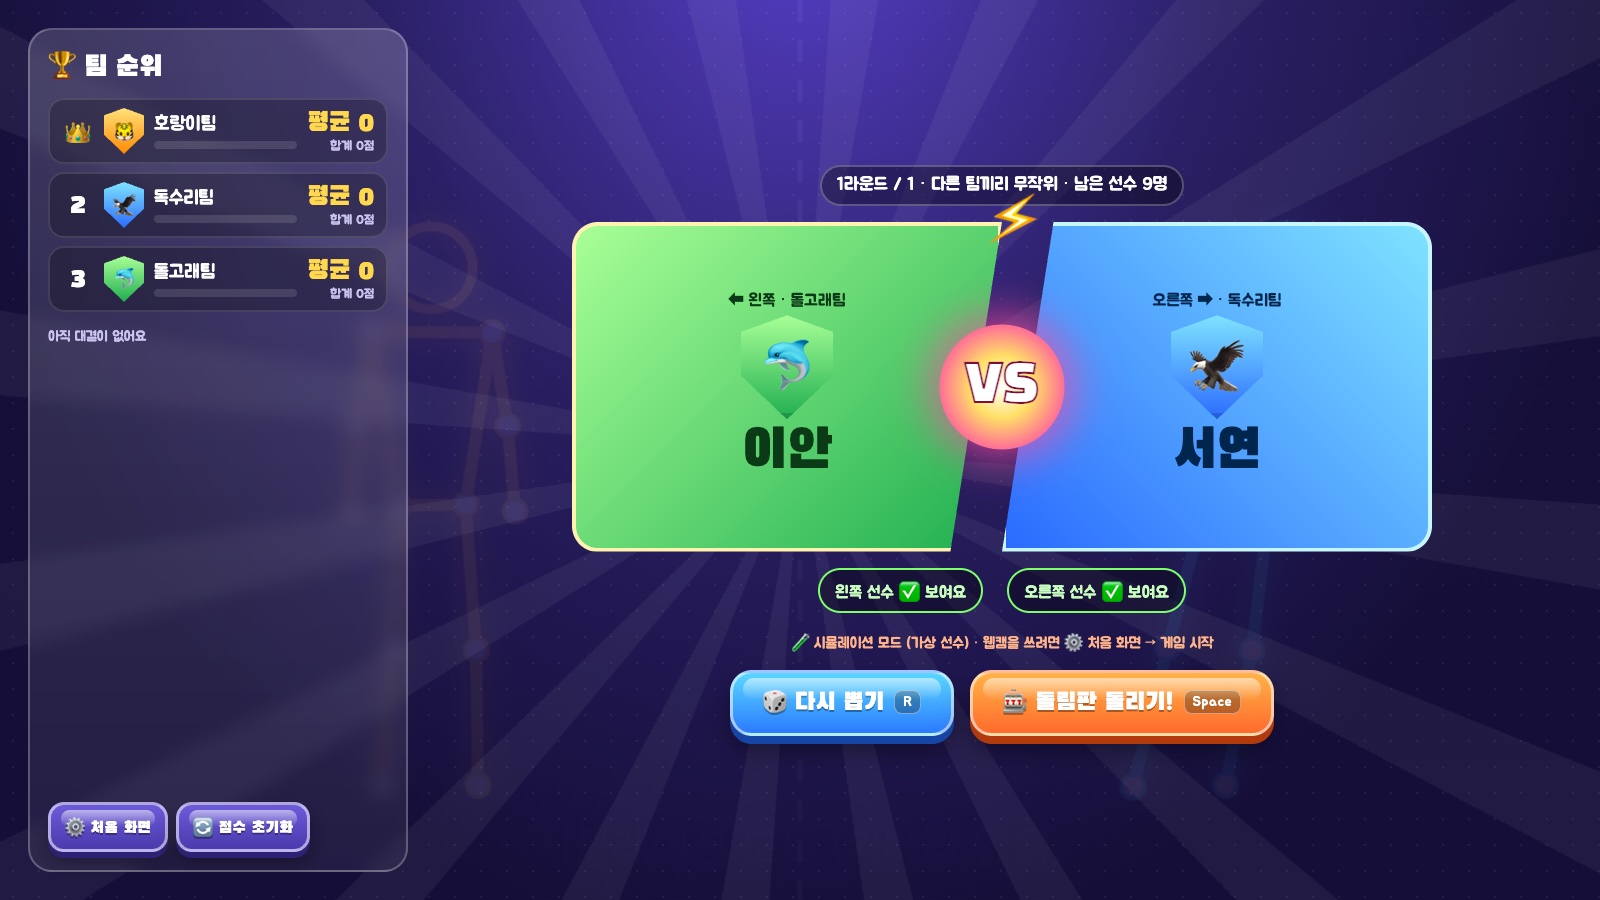 🏆 팀 순위
👑 🐯 호랑이팀 평균 0
합계 0점
2 🦅 독수리팀 평균 0
합계 0점
3 🐬 돌고래팀 평균 0
합계 0점
아직 대결이 없어요
⚙️ 처음 화면 🔄 점수 초기화
1라운드 / 1 · 다른 팀끼리 무작위 · 남은 선수 9명
⬅ 왼쪽 · 돌고래팀
이안
VS
오른쪽 ➡ · 독수리팀
서연
왼쪽 선수 ✅ 보여요
오른쪽 선수 ✅ 보여요
🧪 시뮬레이션 모드 (가상 선수) · 웹캠을 쓰려면 ⚙️ 처음 화면 → 게임 시작
🎲 다시 뽑기 R
🎰 돌림판 돌리기! Space